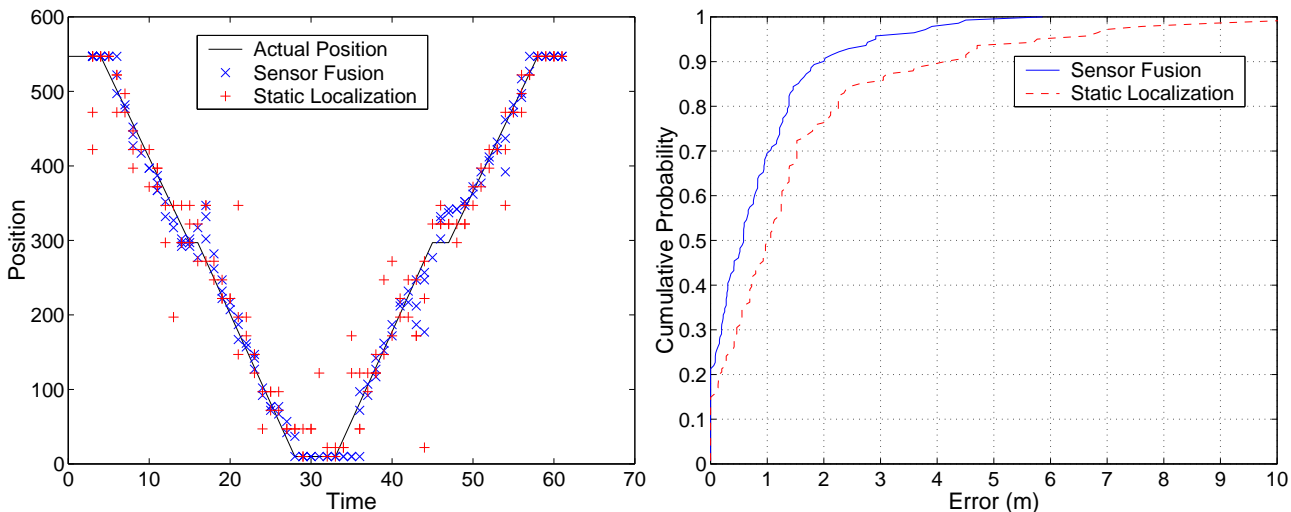 600
500
400
300
200
100
0
Position
0 10 20 30 40 50 60 70
Time
Actual Position
Sensor Fusion
Static Localization
1
0.9
0.8
0.7
0.6
0.5
0.4
0.3
0.2
0.1
0
Cumulative Probability
0 1 2 3 4 5 6 7 8 9 10
Error (m)
Sensor Fusion
Static Localization